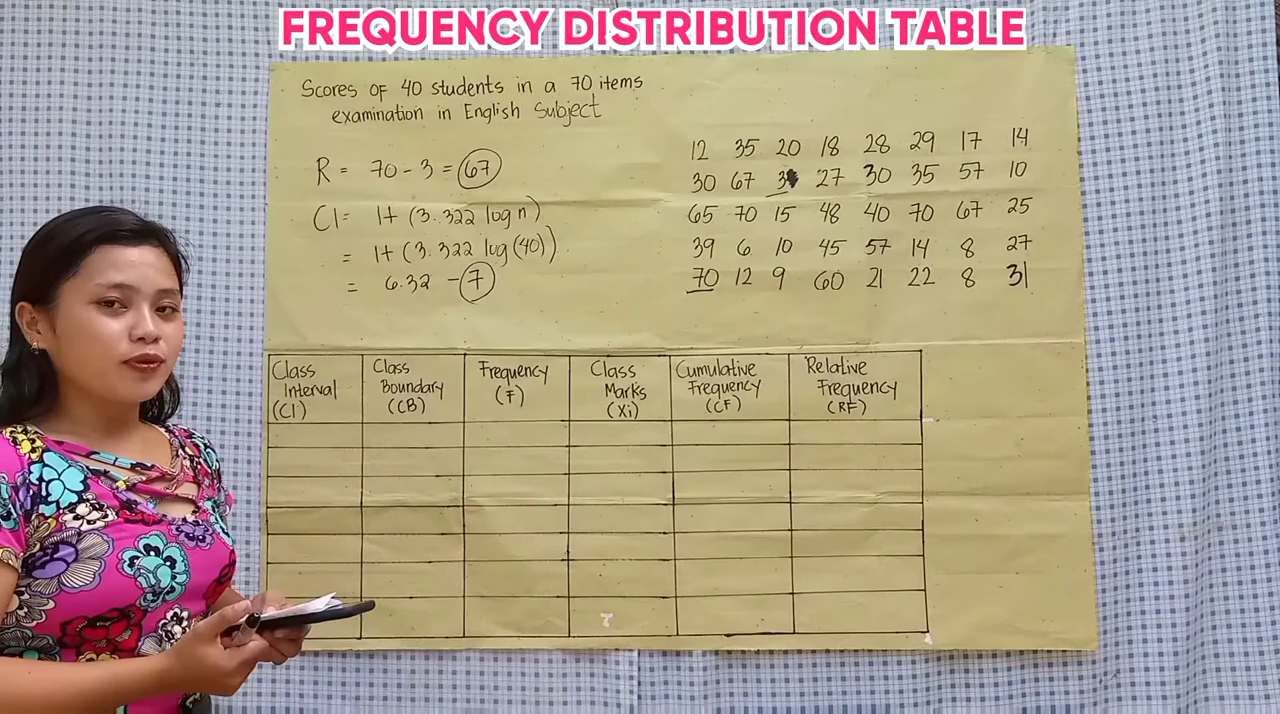 FREQUENCY DISTRIBUTION TABLE
Scores of 40 students in a 70 items
examination in English Subject
R = 70 - 3 = 67
CI = 1+ (3.322 log n)
= 1+ (3.322 log (40))
= 6.32 - 7
12 35 20 18 28 29 17 14
30 67 3 27 30 35 57 10
65 70 15 48 40 70 67 25
39 6 10 45 57 14 8 27
70 12 9 60 21 22 8 31
Class Interval (CI)
Class Boundary (CB)
Frequency (F)
Class Marks (Xi)
Cumulative Frequency (CF)
Relative Frequency (RF)